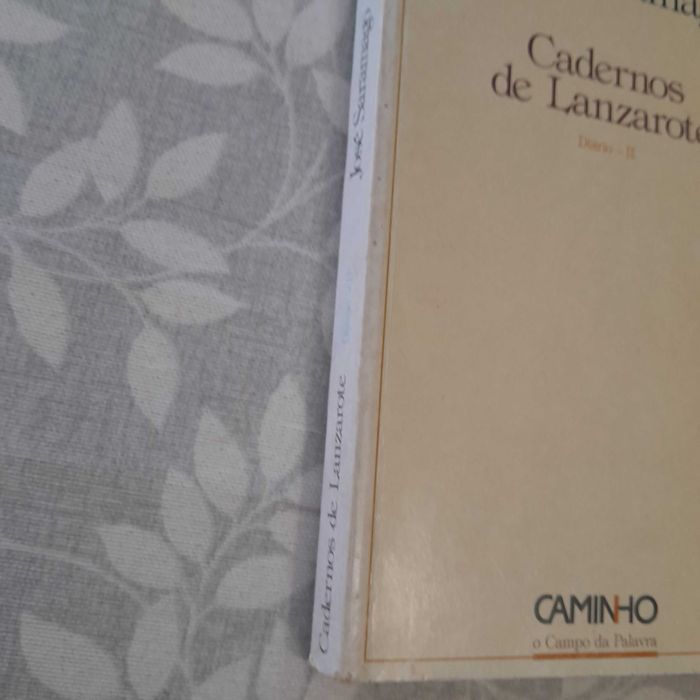 Cadernos
de Lanzarote
Diário - II
CAMINHO
o Campo da Palavra
José Saramago
Cadernos de Lanzarote